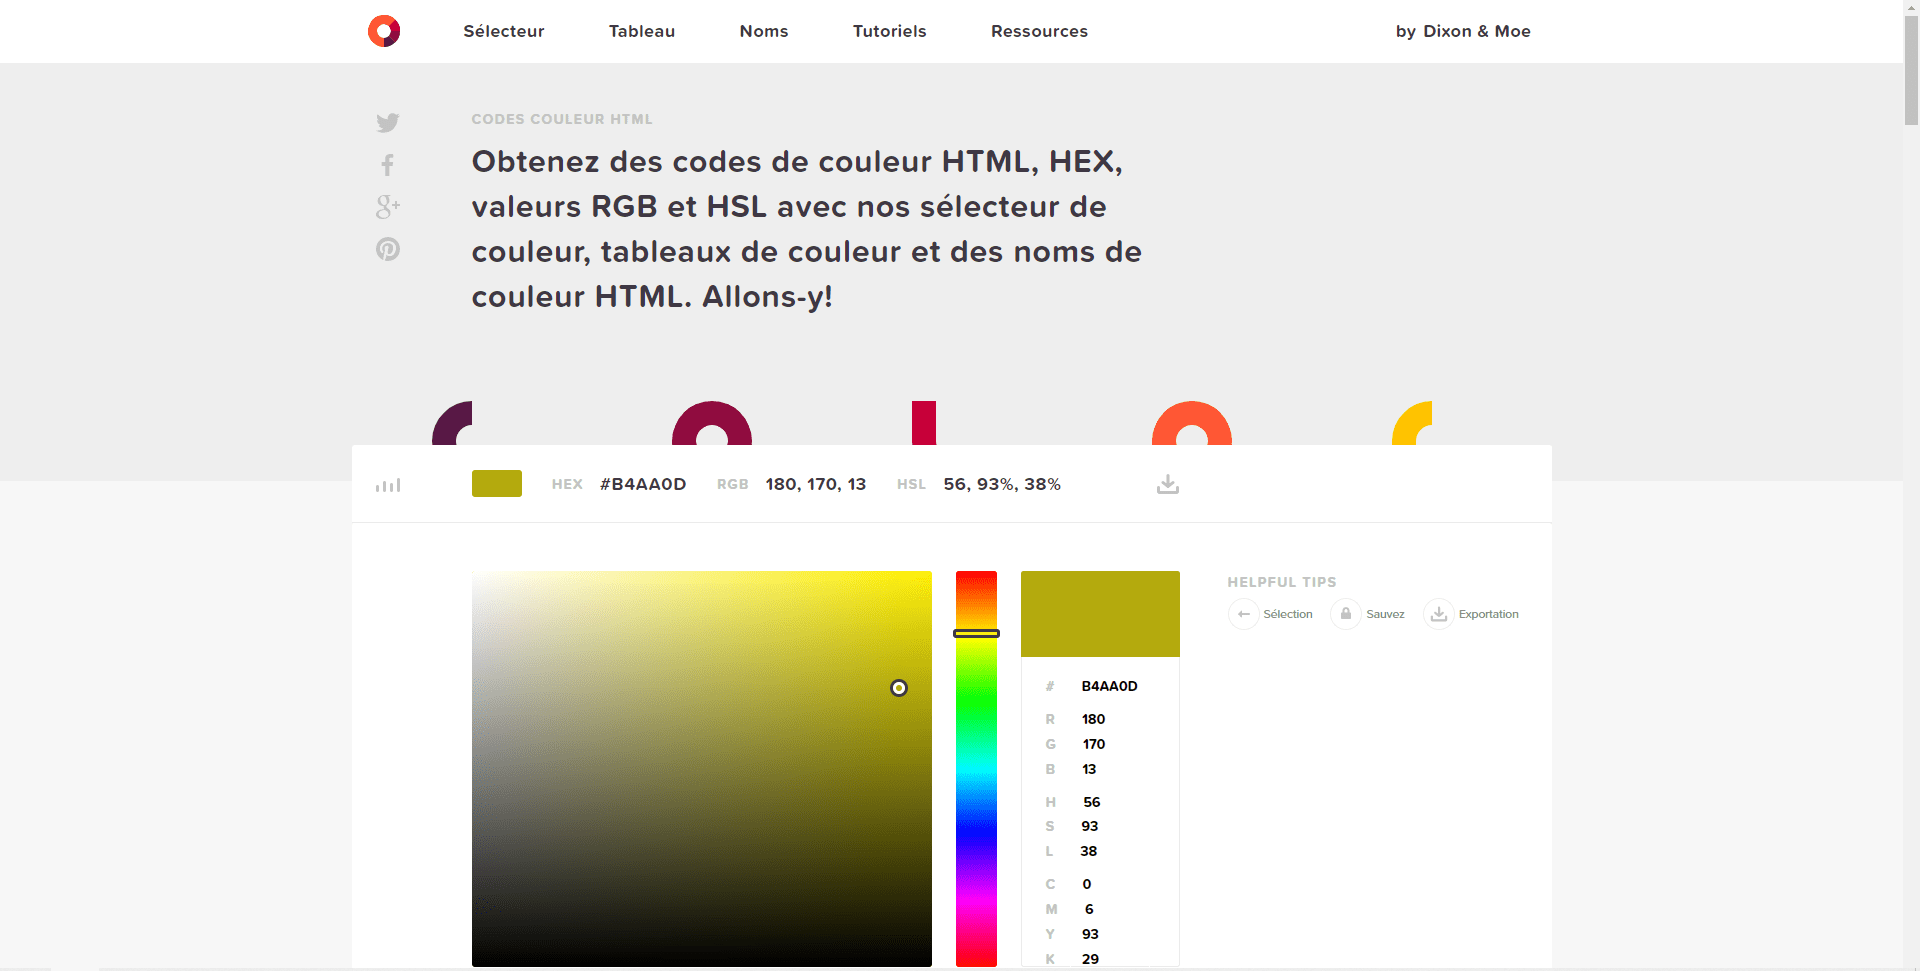 Sélecteur Tableau Noms Tutoriels Ressources by Dixon & Moe
CODES COULEUR HTML
Obtenez des codes de couleur HTML, HEX,
valeurs RGB et HSL avec nos sélecteur de
couleur, tableaux de couleur et des noms de
couleur HTML. Allons-y!
HEX #B4AA0D RGB 180, 170, 13 HSL 56, 93%, 38%
HELPFUL TIPS
Sélection Sauvez Exportation
# B4AA0D
R 180
G 170
B 13
H 56
S 93
L 38
C 0
M 6
Y 93
K 29